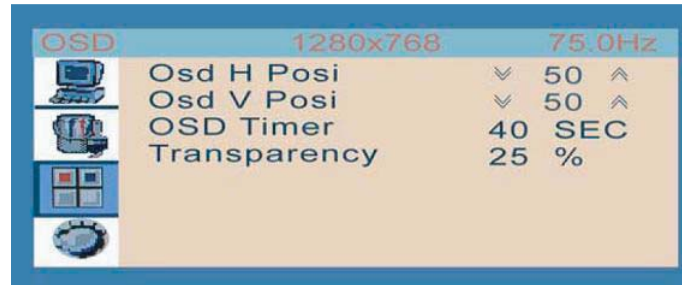 OSD 1280x768 75.0Hz
Osd H Posi 50
Osd V Posi 50
OSD Timer 40 SEC
Transparency 25 %